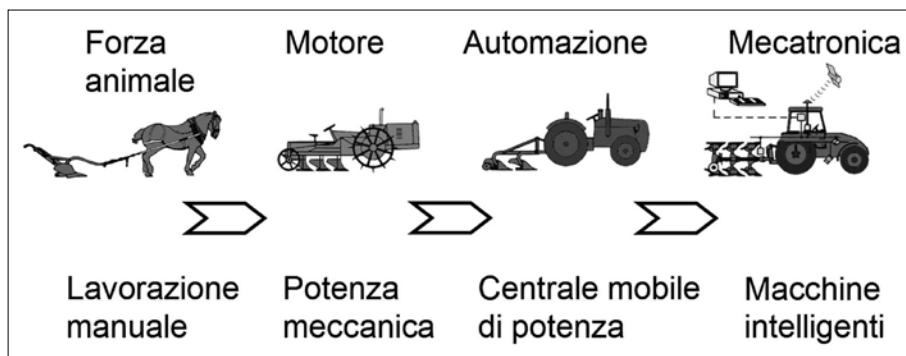 Forza
animale
Motore
Automazione
Mecatronica
Lavorazione
manuale
Potenza
meccanica
Centrale mobile
di potenza
Macchine
intelligenti